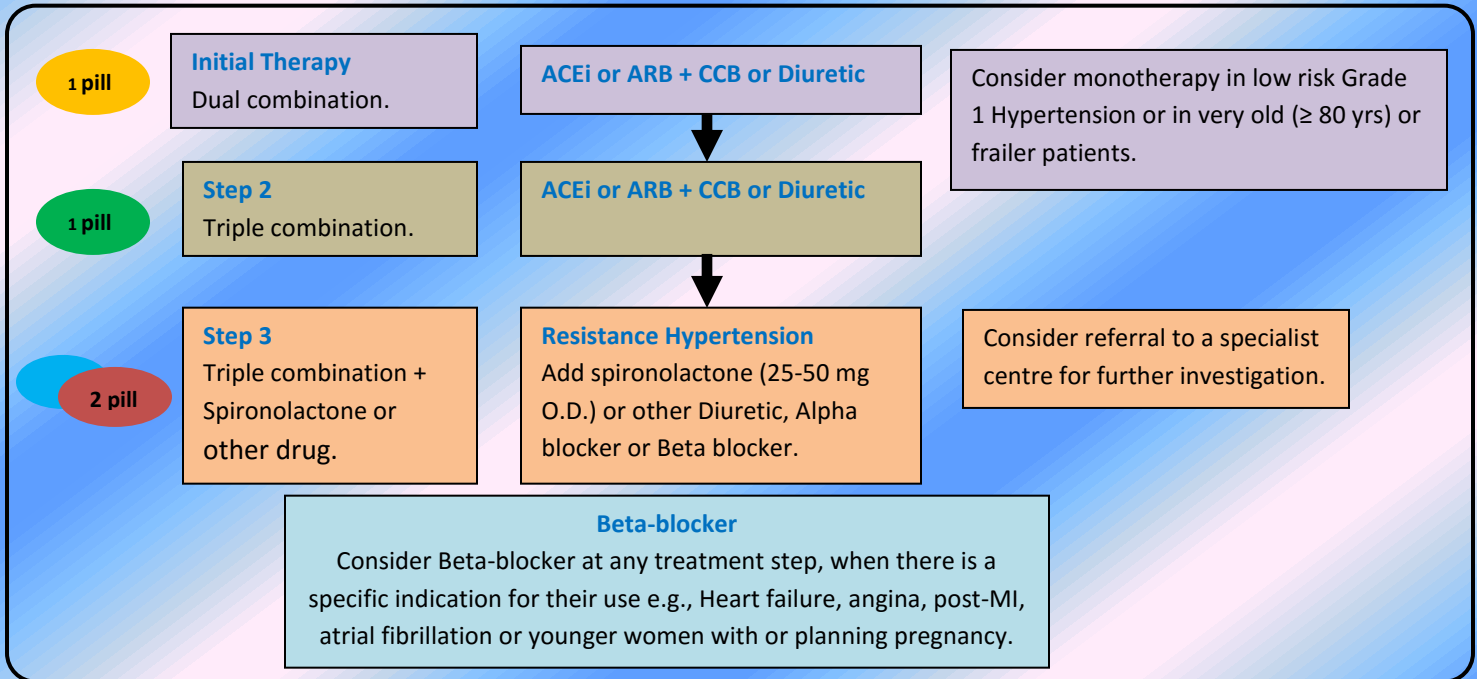 1 pill
Initial Therapy
Dual combination.
ACEi or ARB + CCB or Diuretic
Consider monotherapy in low risk Grade
1 Hypertension or in very old (≥ 80 yrs) or
frailer patients.
1 pill
Step 2
Triple combination.
ACEi or ARB + CCB or Diuretic
2 pill
Step 3
Triple combination +
Spironolactone or
other drug.
Resistance Hypertension
Add spironolactone (25-50 mg
O.D.) or other Diuretic, Alpha
blocker or Beta blocker.
Consider referral to a specialist
centre for further investigation.
Beta-blocker
Consider Beta-blocker at any treatment step, when there is a
specific indication for their use e.g., Heart failure, angina, post-MI,
atrial fibrillation or younger women with or planning pregnancy.